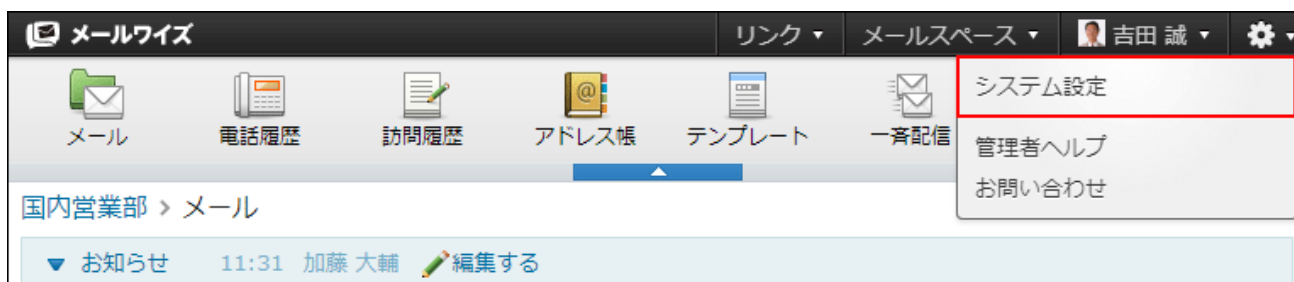 メールワイズ リンク メールスペース 吉田 誠
メール 電話履歴 訪問履歴 アドレス帳 テンプレート 一斉配信
システム設定
管理者ヘルプ
お問い合わせ
国内営業部 > メール
お知らせ 11:31 加藤 大輔 編集する